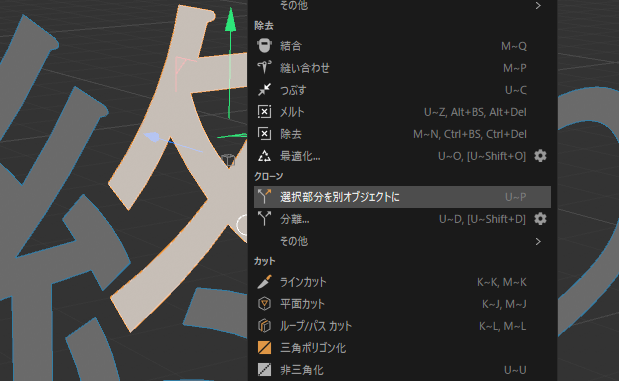 その他
除去
結合 M~Q
縫い合わせ M~P
つぶす U~C
メルト U~Z, Alt+BS, Alt+Del
除去 M~N, Ctrl+BS, Ctrl+Del
最適化... U~O, [U~Shift+O]
クローン
選択部分を別オブジェクトに U~P
分離... U~D, [U~Shift+D]
その他
カット
ラインカット K~K, M~K
平面カット K~J, M~J
ループ/パス カット K~L, M~L
三角ポリゴン化
非三角化 U~U